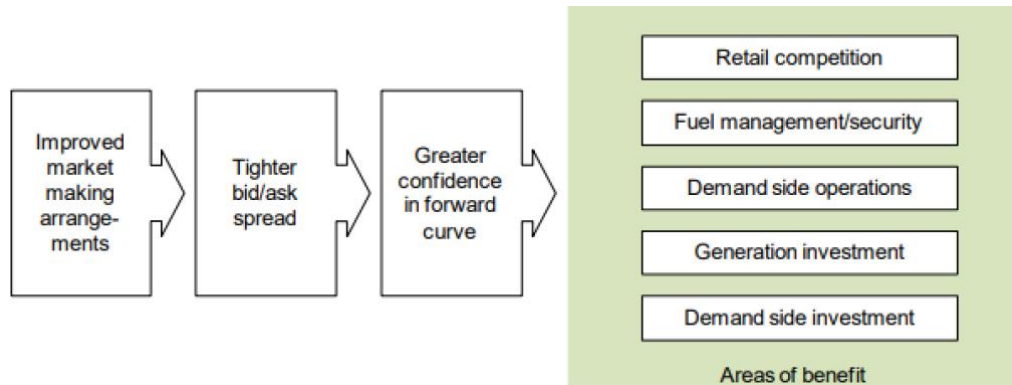 Improved
market
making
arrange-
ments
Tighter
bid/ask
spread
Greater
confidence
in forward
curve
Retail competition
Fuel management/security
Demand side operations
Generation investment
Demand side investment
Areas of benefit